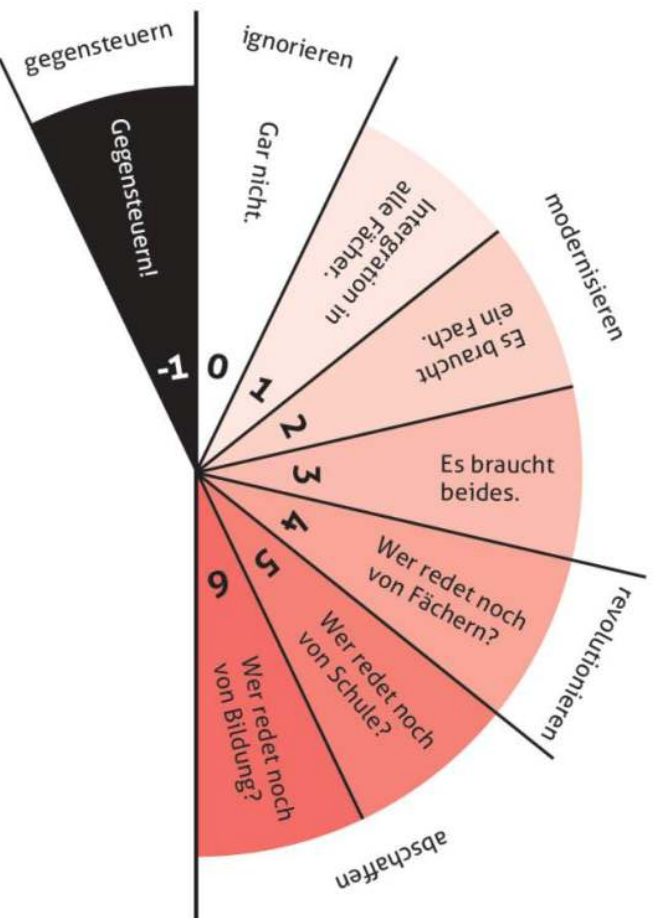 gegensteuern
Gegensteuern!
-1
ignorieren
Gar nicht.
0
modernisieren
Intergration in
alle Fächer.
1
Es braucht
ein Fach.
2
Es braucht
beides.
3
revolutionieren
Wer redet noch
von Fächern?
4
abschaffen
Wer redet noch
von Schule?
5
Wer redet noch
von Bildung?
6